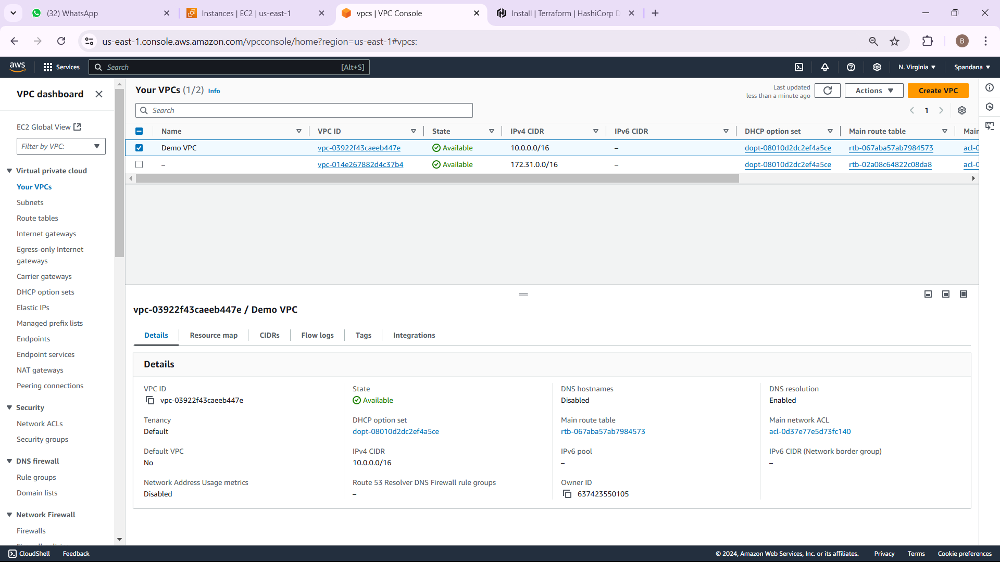 (32) WhatsApp
Instances | EC2 | us-east-1
vpcs | VPC Console
Install | Terraform | HashiCorp D
us-east-1.console.aws.amazon.com/vpcconsole/home?region=us-east-1#vpcs:
B
aws
Services
Search
[Alt+S]
N. Virginia
Spandana
VPC dashboard
EC2 Global View
Filter by VPC:
Virtual private cloud
Your VPCs
Subnets
Route tables
Internet gateways
Egress-only Internet
gateways
Carrier gateways
DHCP option sets
Elastic IPs
Managed prefix lists
Endpoints
Endpoint services
NAT gateways
Peering connections
Security
Network ACLs
Security groups
DNS firewall
Rule groups
Domain lists
Network Firewall
Firewalls
Your VPCs (1/2) Info
Last updated
less than a minute ago
Actions
Create VPC
Search
1
Name VPC ID State IPv4 CIDR IPv6 CIDR DHCP option set Main route table Main
Demo VPC vpc-03922f43caeeb447e Available 10.0.0.0/16 – dopt-08010d2dc2ef4a5ce rtb-067aba57ab7984573 acl-0
– vpc-014e267882d4c37b4 Available 172.31.0.0/16 – dopt-08010d2dc2ef4a5ce rtb-02a08c64822c08da8 acl-0
vpc-03922f43caeeb447e / Demo VPC
Details Resource map CIDRs Flow logs Tags Integrations
Details
VPC ID
vpc-03922f43caeeb447e
State
Available
DNS hostnames
Disabled
DNS resolution
Enabled
Tenancy
Default
DHCP option set
dopt-08010d2dc2ef4a5ce
Main route table
rtb-067aba57ab7984573
Main network ACL
acl-0d37e77e5d73fc140
Default VPC
No
IPv4 CIDR
10.0.0.0/16
IPv6 pool
–
IPv6 CIDR (Network border group)
–
Network Address Usage metrics
Disabled
Route 53 Resolver DNS Firewall rule groups
–
Owner ID
637423550105
CloudShell
Feedback
© 2024, Amazon Web Services, Inc. or its affiliates.
Privacy
Terms
Cookie preferences